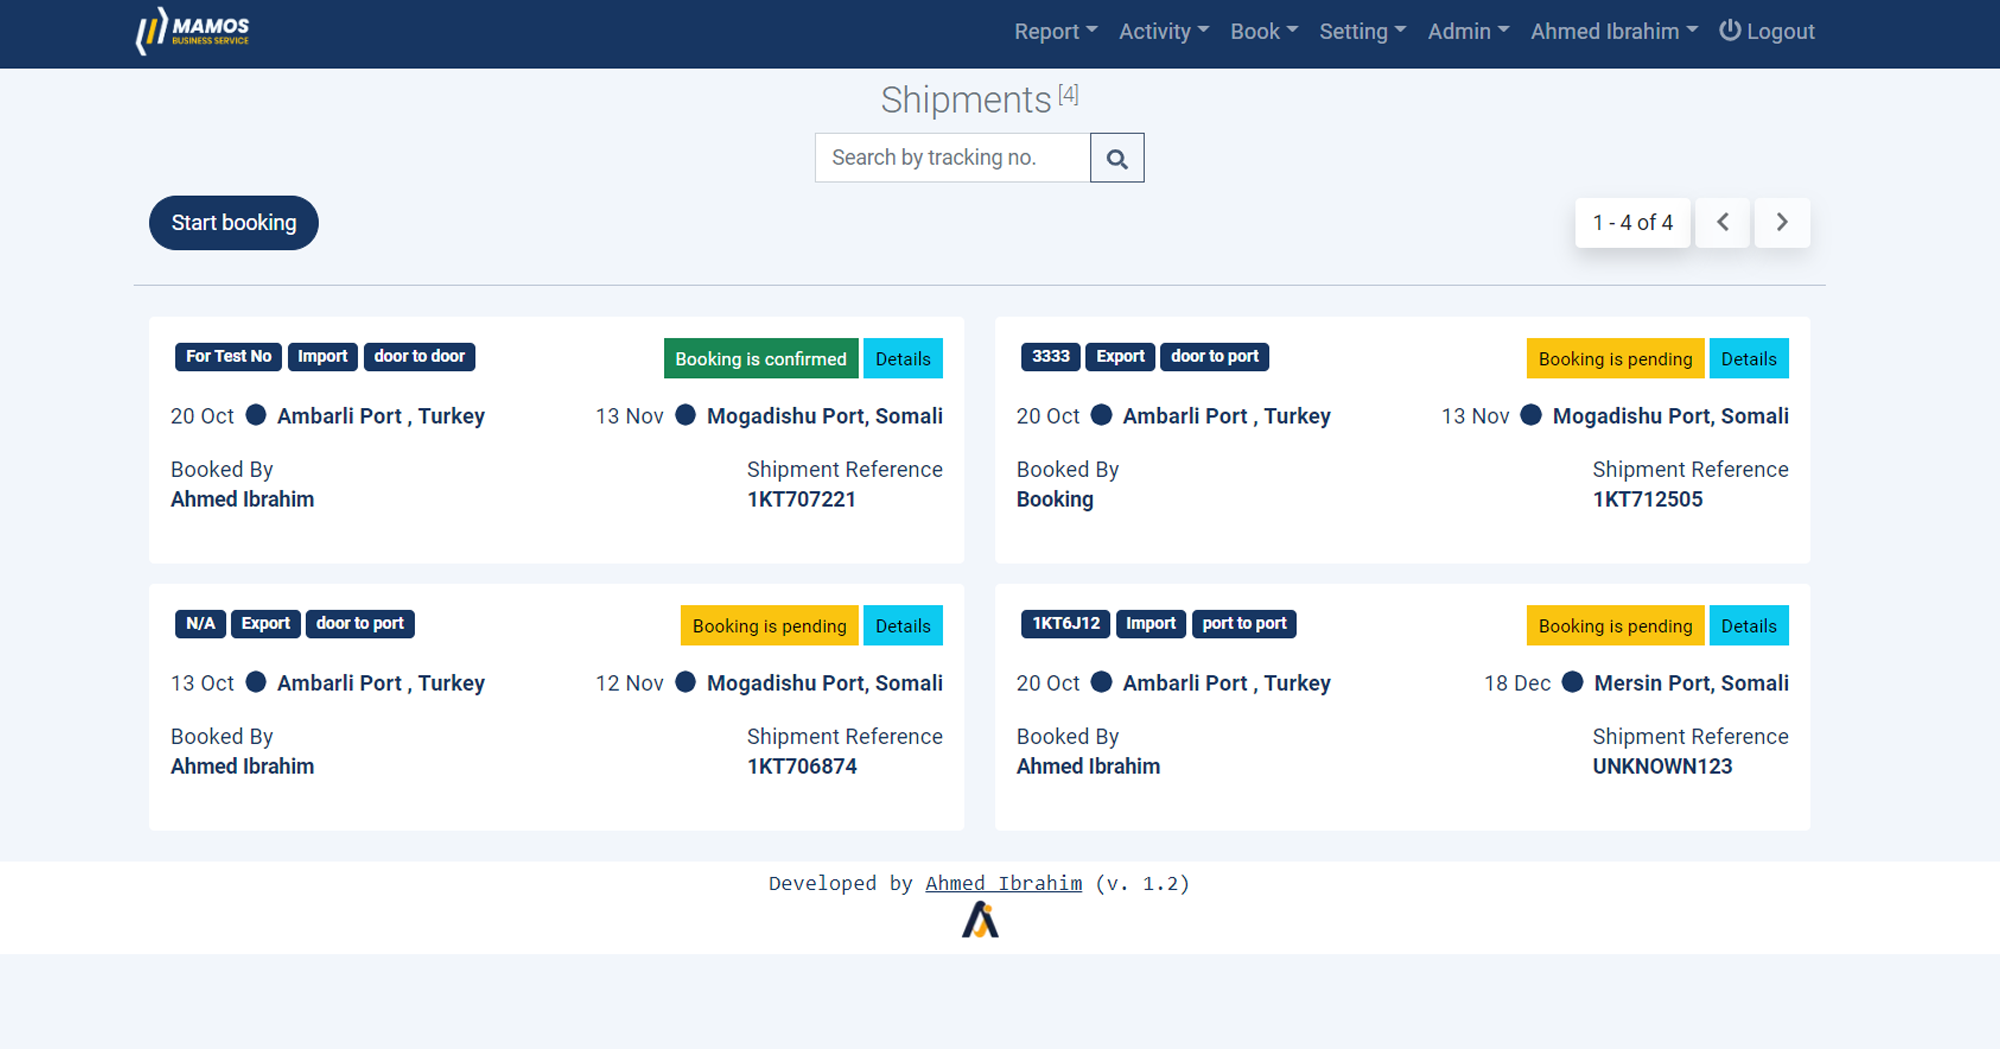 MAMOS
BUSINESS SERVICE
Report Activity Book Setting Admin Ahmed Ibrahim Logout
Shipments [4]
Search by tracking no.
Start booking
1 - 4 of 4
For Test No Import door to door Booking is confirmed Details
20 Oct Ambarli Port , Turkey 13 Nov Mogadishu Port, Somali
Booked By Shipment Reference
Ahmed Ibrahim 1KT707221
3333 Export door to port Booking is pending Details
20 Oct Ambarli Port , Turkey 13 Nov Mogadishu Port, Somali
Booked By Shipment Reference
Booking 1KT712505
N/A Export door to port Booking is pending Details
13 Oct Ambarli Port , Turkey 12 Nov Mogadishu Port, Somali
Booked By Shipment Reference
Ahmed Ibrahim 1KT706874
1KT6J12 Import port to port Booking is pending Details
20 Oct Ambarli Port , Turkey 18 Dec Mersin Port, Somali
Booked By Shipment Reference
Ahmed Ibrahim UNKNOWN123
Developed by Ahmed Ibrahim (v. 1.2)